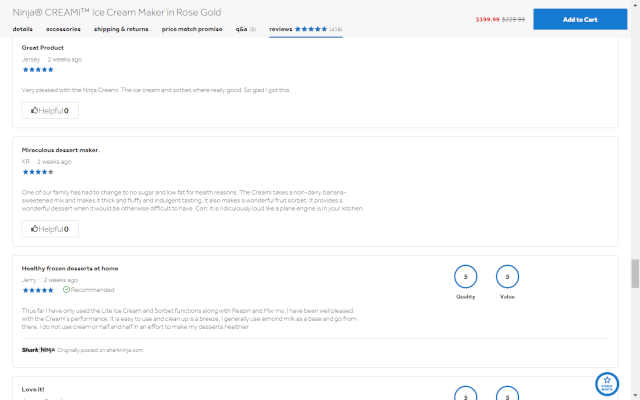 Ninja® CREAMi™ Ice Cream Maker in Rose Gold
$199.99 $229.99
Add to Cart
details accessories shipping & returns price match promise q&a (5) reviews (418)
Great Product
Jersey · 2 weeks ago
Very pleased with the Ninja Creami. The ice cream and sorbet where really good. So glad I got this
Helpful 0
Miraculous dessert maker.
KR · 2 weeks ago
One of our family has had to change to no sugar and low fat for health reasons. The Creami takes a non-dairy, banana-
sweetened mix and makes it thick and fluffy and indulgent tasting. It also makes a wonderful fruit sorbet. It provides a
wonderful dessert when it would be otherwise difficult to have. Con: it is ridiculously loud like a plane engine is in your kitchen.
Helpful 0
Healthy frozen desserts at home
Jerry · 2 weeks ago
Recommended
Thus far I have only used the Lite Ice Cream and Sorbet functions along with Respin and Mix-ins. I have been well pleased
with the Creami's performance. It is easy to use and clean up is a breeze. I generally use almond milk as a base and go from
there. I do not use cream or half and half in an effort to make my desserts healthier.
5 5
Quality Value
Shark NINJA Originally posted on sharkninja.com
Love it!
5 5
FEED
BACK